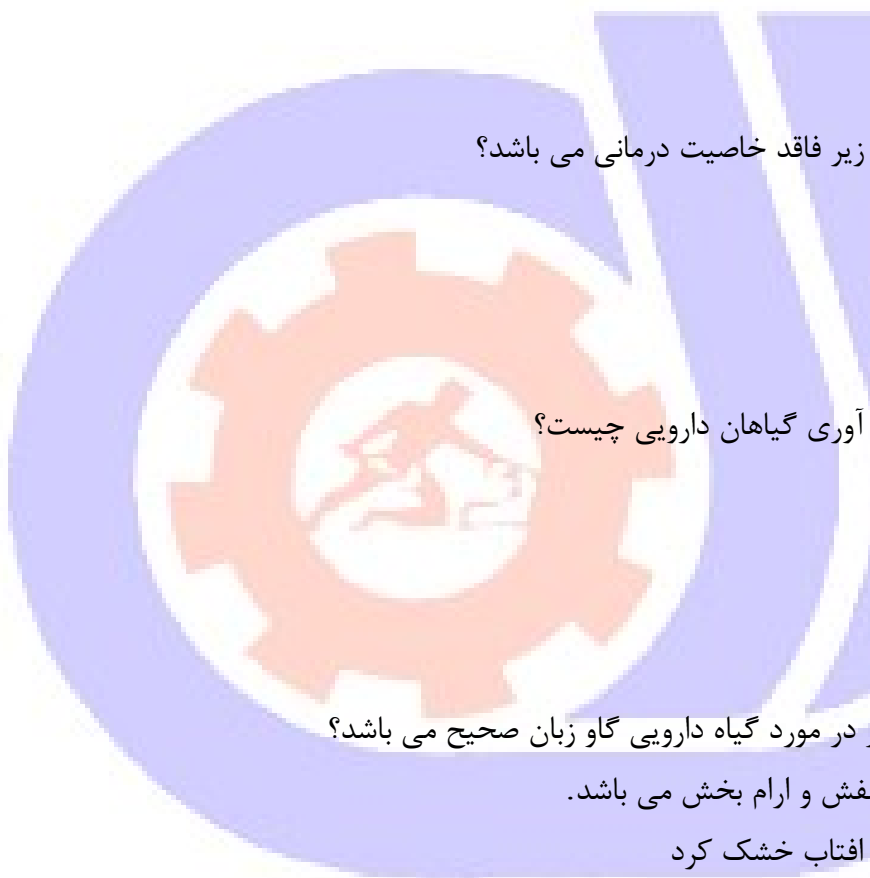 زیر فاقد خاصیت درمانی می باشد؟
آوری گیاهان دارویی چیست؟
در مورد گیاه دارویی گاو زبان صحیح می باشد؟
و ارام بخش می باشد.
افتاب خشک کرد